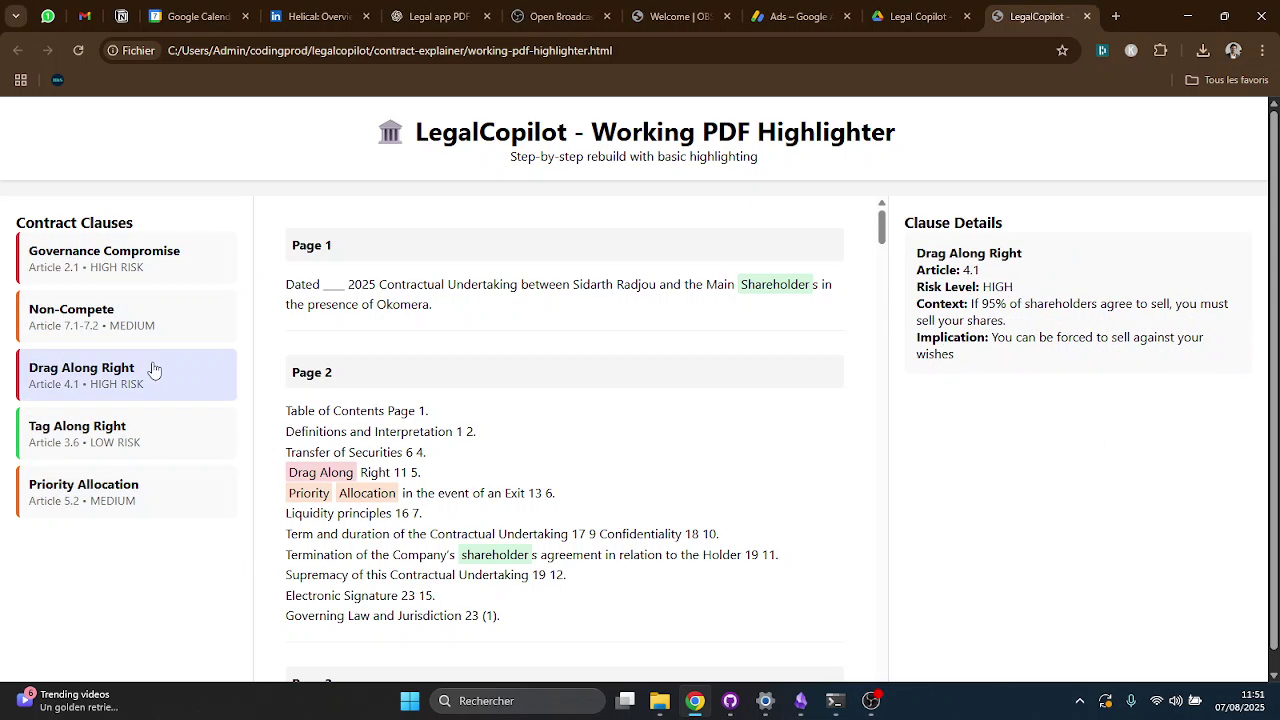 Google Calend
Helical: Overvi
Legal app PDF
Open Broadcas
Welcome | OBS
Ads – Google
Legal Copilot -
LegalCopilot -
Fichier
C:/Users/Admin/codingprod/legalcopilot/contract-explainer/working-pdf-highlighter.html
Tous les favoris
LegalCopilot - Working PDF Highlighter
Step-by-step rebuild with basic highlighting
Contract Clauses
Governance Compromise
Article 2.1 • HIGH RISK
Non-Compete
Article 7.1-7.2 • MEDIUM
Drag Along Right
Article 4.1 • HIGH RISK
Tag Along Right
Article 3.6 • LOW RISK
Priority Allocation
Article 5.2 • MEDIUM
Page 1
Dated ____ 2025 Contractual Undertaking between Sidarth Radjou and the Main Shareholders in
the presence of Okomera.
Page 2
Table of Contents Page 1.
Definitions and Interpretation 1 2.
Transfer of Securities 6 4.
Drag Along Right 11 5.
Priority Allocation in the event of an Exit 13 6.
Liquidity principles 16 7.
Term and duration of the Contractual Undertaking 17 9 Confidentiality 18 10.
Termination of the Company's shareholders agreement in relation to the Holder 19 11.
Supremacy of this Contractual Undertaking 19 12.
Electronic Signature 23 15.
Governing Law and Jurisdiction 23 (1).
Clause Details
Drag Along Right
Article: 4.1
Risk Level: HIGH
Context: If 95% of shareholders agree to sell, you must
sell your shares.
Implication: You can be forced to sell against your
wishes
6
Trending videos
Un golden retrie...
Rechercher
11:51
07/08/2025